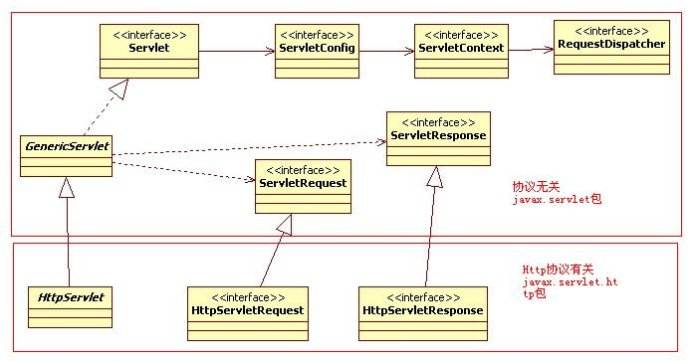 <<interface>>
Servlet
<<interface>>
ServletConfig
<<interface>>
ServletContext
<<interface>>
RequestDispatcher
GenericServlet
<<interface>>
ServletResponse
<<interface>>
ServletRequest
协议无关
javax.servlet包
HttpServlet
<<interface>>
HttpServletRequest
<<interface>>
HttpServletResponse
Http协议有关
javax.servlet.ht
tp包